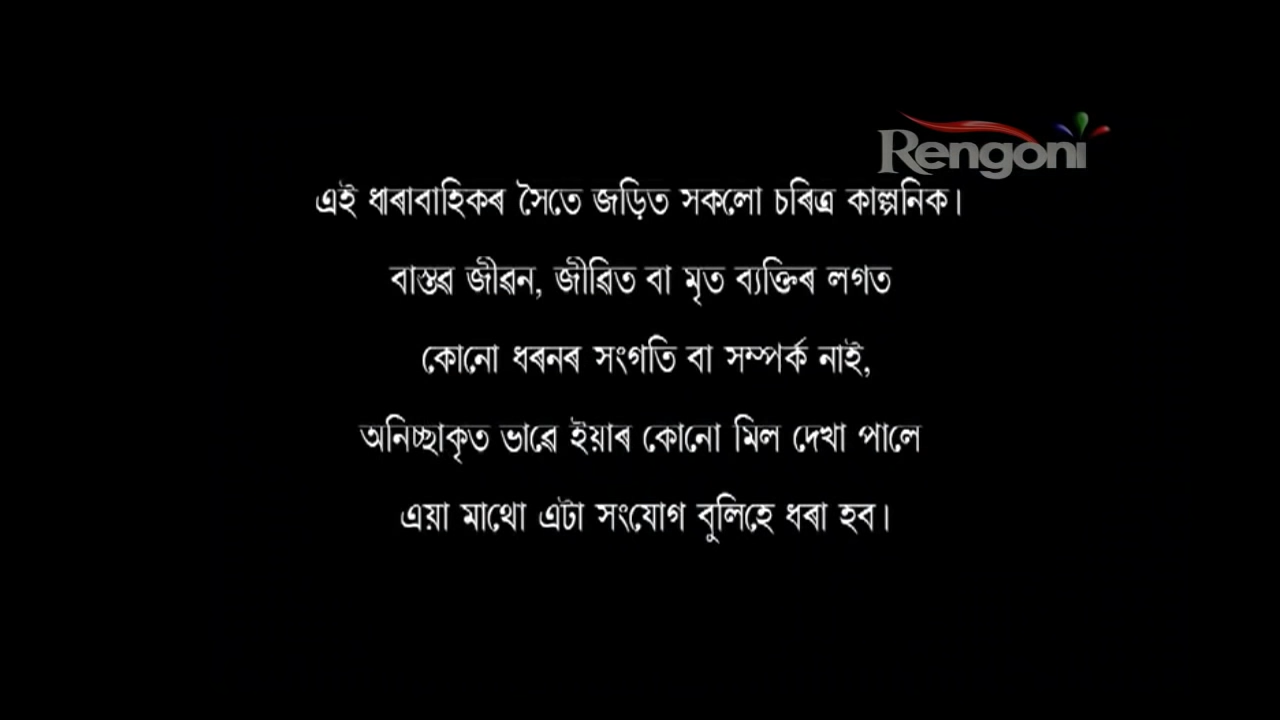 Rengoni
এই ধাৰাবাহিকৰ সৈতে জড়িত সকলো চৰিত্ৰ কাল্পনিক।
বাস্তৱ জীৱন, জীৱিত বা মৃত ব্যক্তিৰ লগত
কোনো ধৰনৰ সংগতি বা সম্পৰ্ক নাই,
অনিচ্ছাকৃত ভাৱে ইয়াৰ কোনো মিল দেখা পালে
এয়া মাথো এটা সংযোগ বুলিহে ধৰা হব।